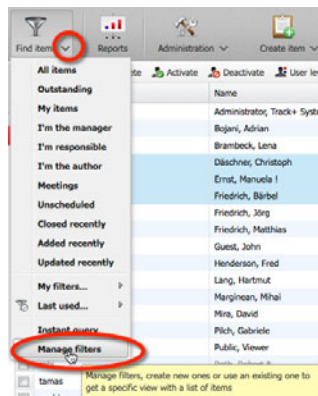 Find item Reports Administration Create item
All items
Outstanding
My items
I'm the manager
I'm responsible
I'm the author
Meetings
Unscheduled
Closed recently
Added recently
Updated recently
My filters...
Last used...
Instant query
Manage filters
Activate Deactivate User lev
Name
Administrator, Track+ Syst
Bojani, Adrian
Brambeck, Lena
Däschner, Christoph
Ernst, Manuela !
Friedrich, Bärbel
Friedrich, Jörg
Friedrich, Matthias
Guest, John
Henderson, Fred
Lang, Hartmut
Marginean, Mihai
Mira, David
Pilch, Gabriele
Public, Viewer
tamas
Manage filters, create new ones or use an existing one to
get a specific view with a list of items